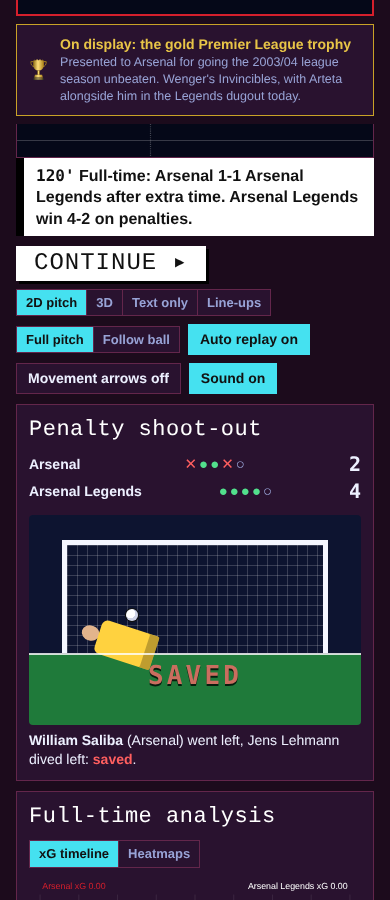 On display: the gold Premier League trophy
Presented to Arsenal for going the 2003/04 league
season unbeaten. Wenger's Invincibles, with Arteta
alongside him in the Legends dugout today.
120' Full-time: Arsenal 1-1 Arsenal
Legends after extra time. Arsenal Legends
win 4-2 on penalties.
CONTINUE ►
2D pitch 3D Text only Line-ups
Full pitch Follow ball Auto replay on
Movement arrows off Sound on
Penalty shoot-out
Arsenal ✕●●✕○ 2
Arsenal Legends ●●●●○ 4
SAVED
William Saliba (Arsenal) went left, Jens Lehmann
dived left: saved.
Full-time analysis
xG timeline Heatmaps
Arsenal xG 0.00 Arsenal Legends xG 0.00